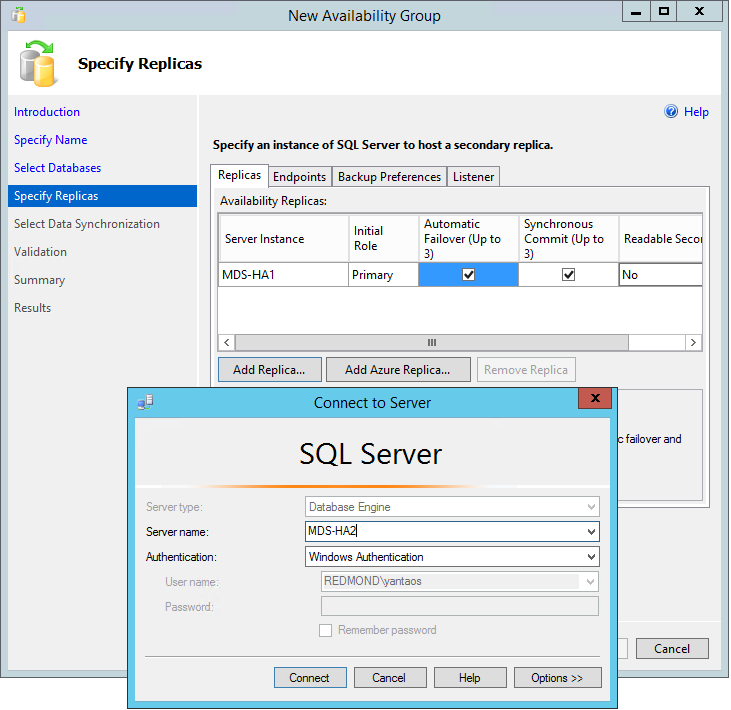 New Availability Group
Specify Replicas
Introduction
Specify Name
Select Databases
Specify Replicas
Select Data Synchronization
Validation
Summary
Results
Help
Specify an instance of SQL Server to host a secondary replica.
Replicas Endpoints Backup Preferences Listener
Availability Replicas:
Server Instance
Initial
Role
Automatic
Failover (Up to
3)
Synchronous
Commit (Up to
3)
Readable Secon
MDS-HA1 Primary No
Add Replica... Add Azure Replica... Remove Replica
c failover and
Cancel
Connect to Server
SQL Server
Server type: Database Engine
Server name: MDS-HA2
Authentication: Windows Authentication
User name: REDMOND\yantaos
Password:
Remember password
Connect Cancel Help Options >>